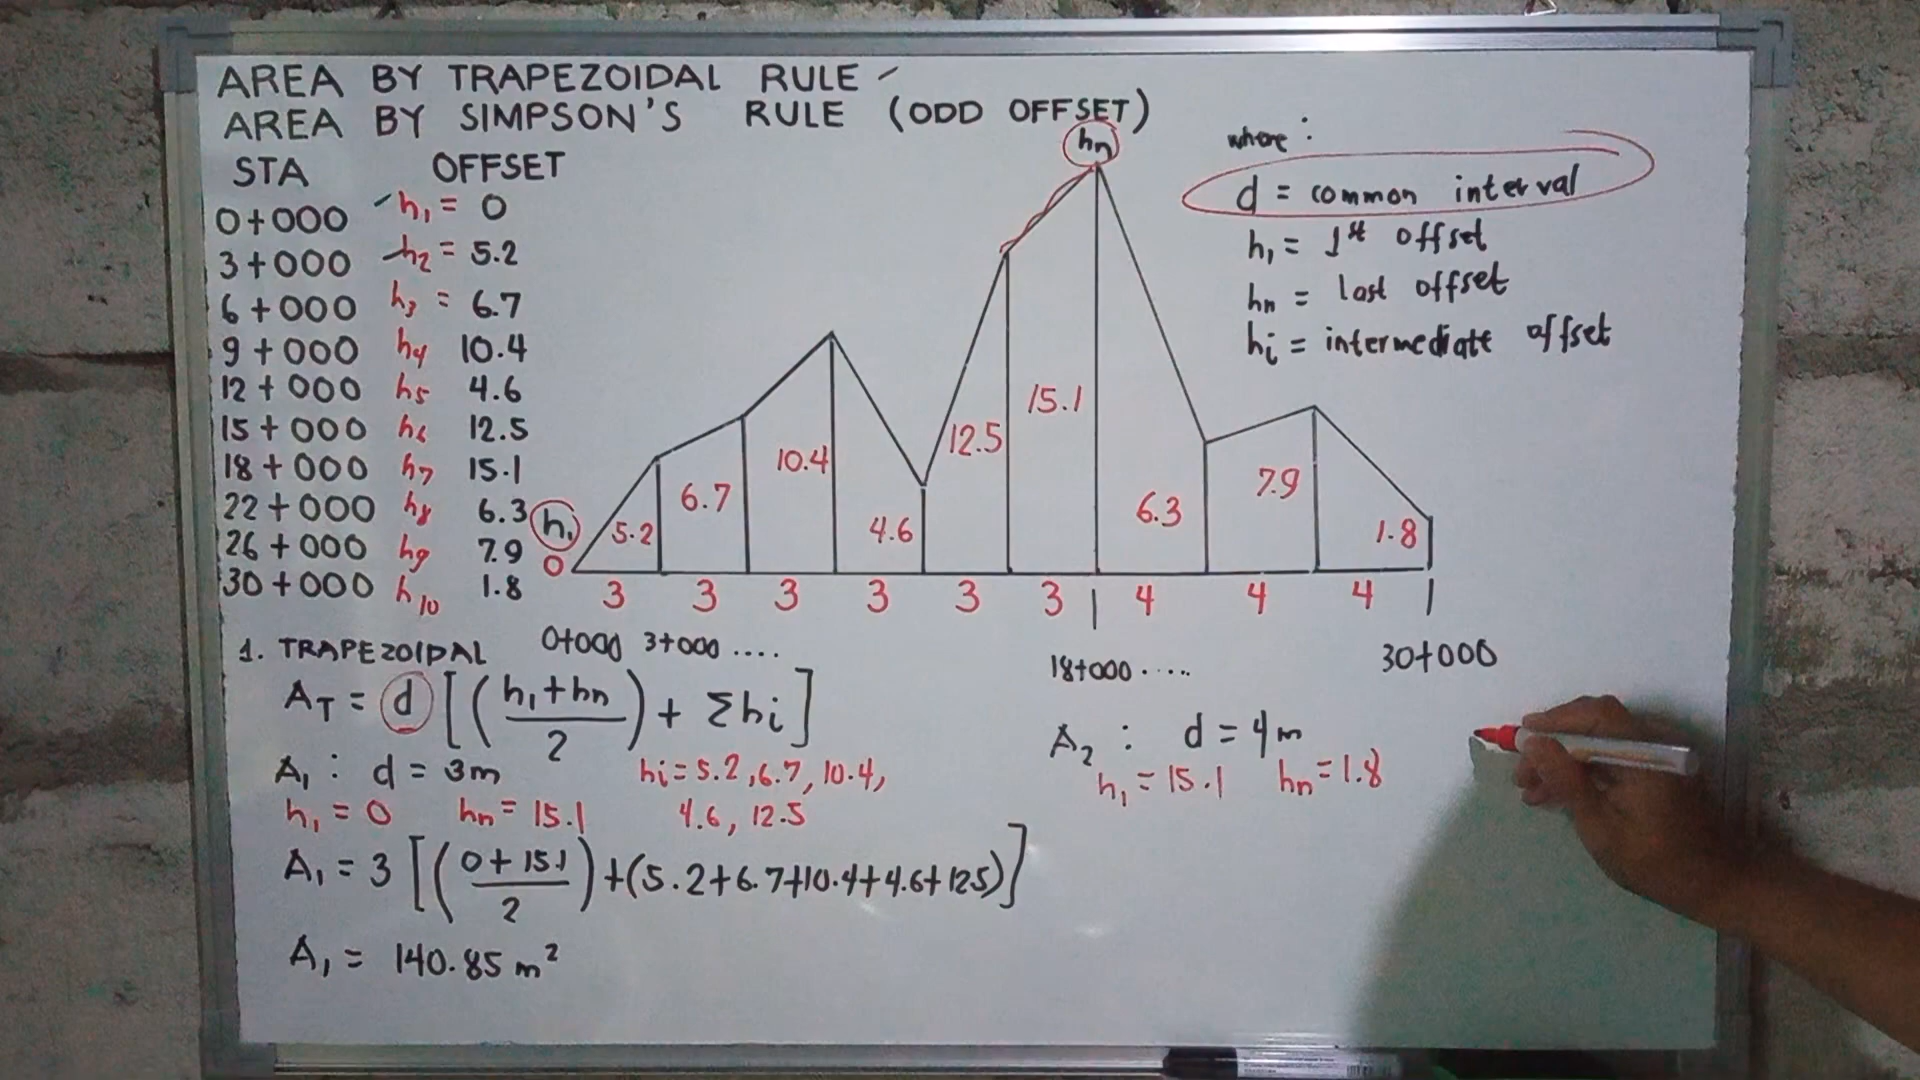 AREA BY TRAPEZOIDAL RULE
AREA BY SIMPSON'S RULE (ODD OFFSET)
STA OFFSET
0+000 h₁ = 0
3+000 h₂ = 5.2
6+000 h₃ = 6.7
9+000 h₄ 10.4
12+000 h₅ 4.6
15+000 h₆ 12.5
18+000 h₇ 15.1
22+000 h₈ 6.3
26+000 h₉ 7.9
30+000 h₁₀ 1.8
hn
h₁
0
5.2 6.7 10.4 4.6 12.5 15.1 6.3 7.9 1.8
3 3 3 3 3 3 4 4 4
0+000 3+000 ....
18+000 .....
30+000
where :
d = common interval
h₁ = 1st offset
hn = last offset
hi = intermediate offset
1. TRAPEZOIDAL
A_T = d [(h₁+hn/2) + Σhi]
A₁ : d = 3m hi = 5.2, 6.7, 10.4,
h₁ = 0 hn = 15.1 4.6, 12.5
A₁ = 3 [(0+15.1/2) + (5.2+6.7+10.4+4.6+12.5)]
A₁ = 140.85 m²
A₂ : d = 4m
h₁ = 15.1 hn = 1.8